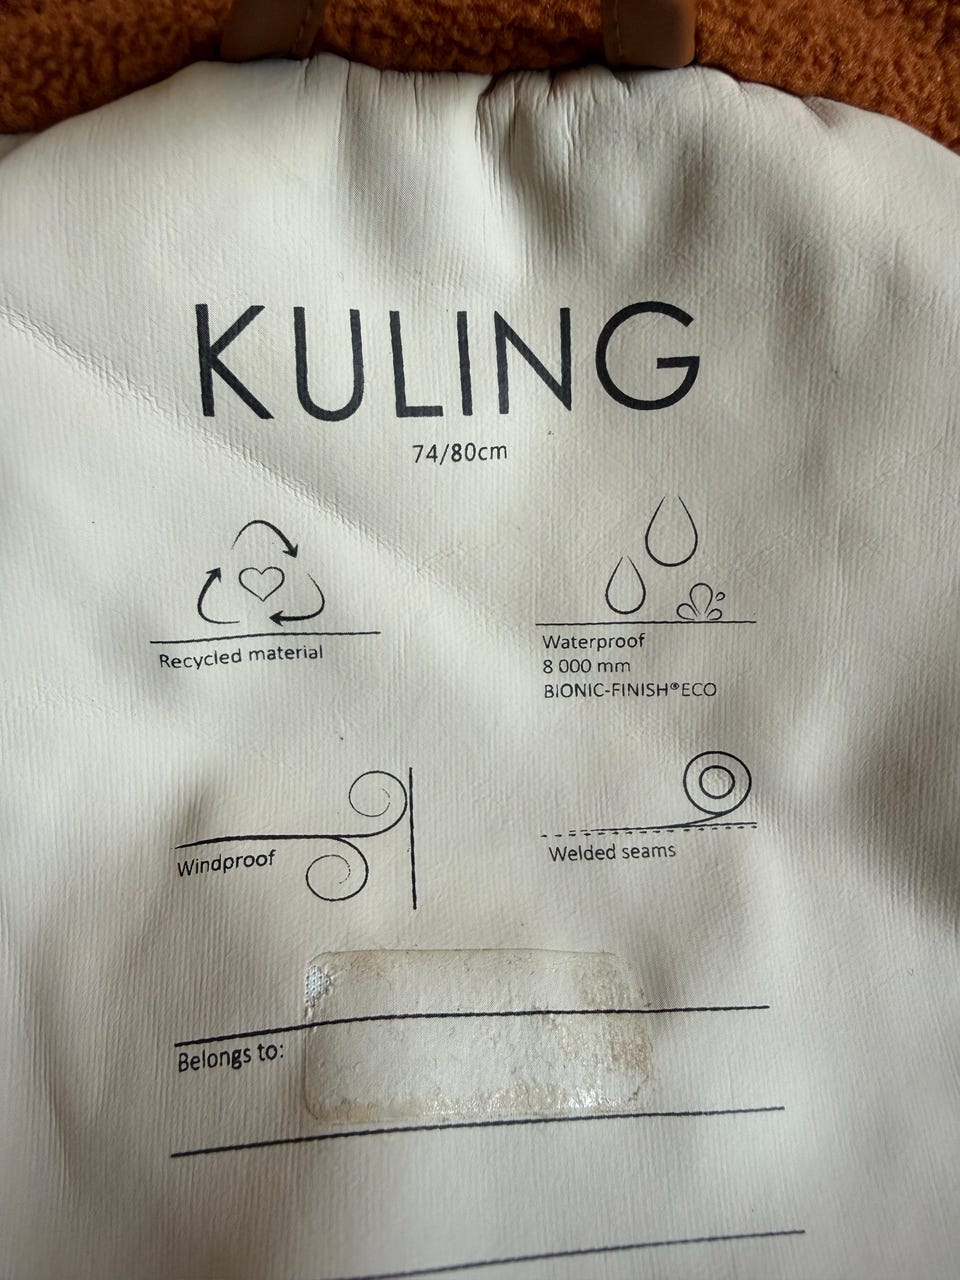 KULING
74/80cm
Recycled material
Waterproof
8 000 mm
BIONIC-FINISH®ECO
Windproof
Welded seams
Belongs to: